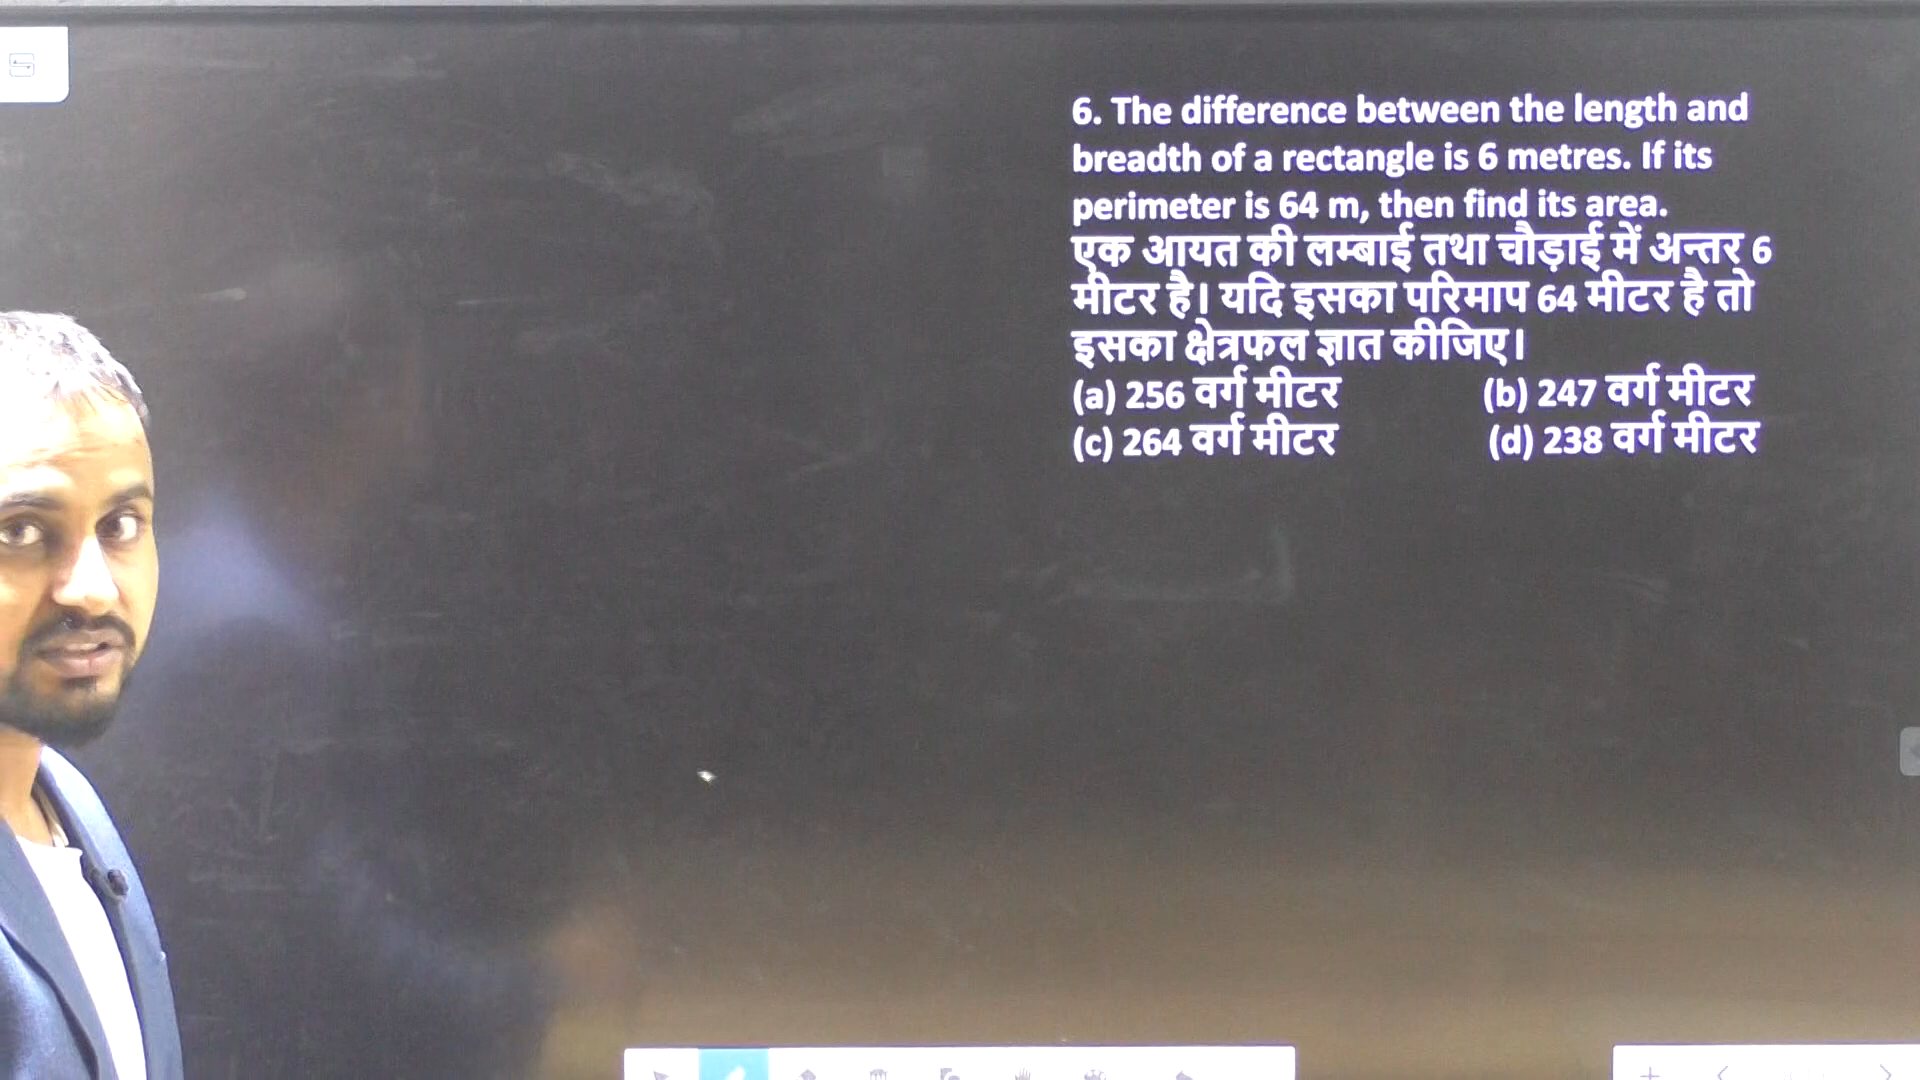 6. The difference between the length and
breadth of a rectangle is 6 metres. If its
perimeter is 64 m, then find its area.
एक आयत की लम्बाई तथा चौड़ाई में अन्तर 6
मीटर है। यदि इसका परिमाप 64 मीटर है तो
इसका क्षेत्रफल ज्ञात कीजिए।
(a) 256 वर्ग मीटर (b) 247 वर्ग मीटर
(c) 264 वर्ग मीटर (d) 238 वर्ग मीटर